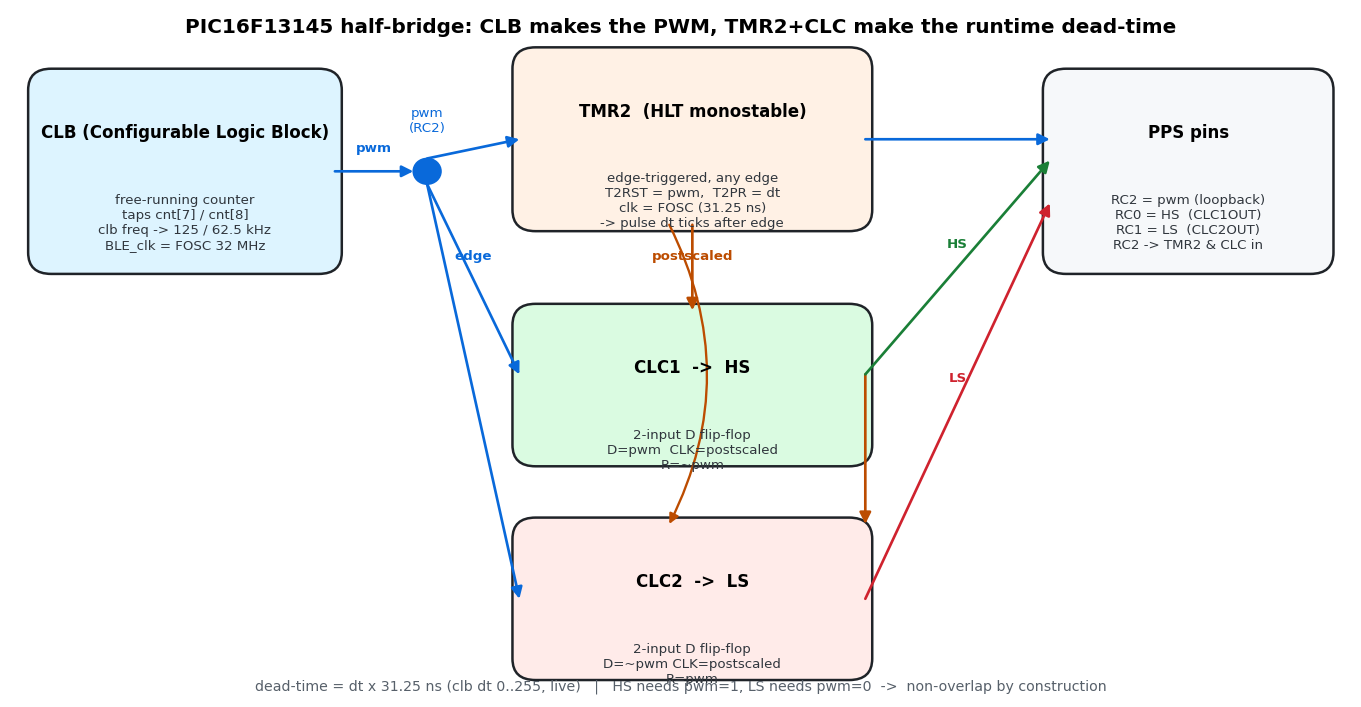 PIC16F13145 half-bridge: CLB makes the PWM, TMR2+CLC make the runtime dead-time
CLB (Configurable Logic Block)
free-running counter
taps cnt[7] / cnt[8]
clb freq -> 125 / 62.5 kHz
BLE_clk = FOSC 32 MHz
pwm
pwm
(RC2)
TMR2  (HLT monostable)
edge-triggered, any edge
T2RST = pwm,  T2PR = dt
clk = FOSC (31.25 ns)
-> pulse dt ticks after edge
PPS pins
RC2 = pwm (loopback)
RC0 = HS  (CLC1OUT)
RC1 = LS  (CLC2OUT)
RC2 -> TMR2 & CLC in
edge
postscaled
HS
CLC1  ->  HS
2-input D flip-flop
D=pwm  CLK=postscaled
R=~pwm
LS
CLC2  ->  LS
2-input D flip-flop
D=~pwm CLK=postscaled
R=pwm
dead-time = dt x 31.25 ns (clb dt 0..255, live)   |   HS needs pwm=1, LS needs pwm=0  ->  non-overlap by construction